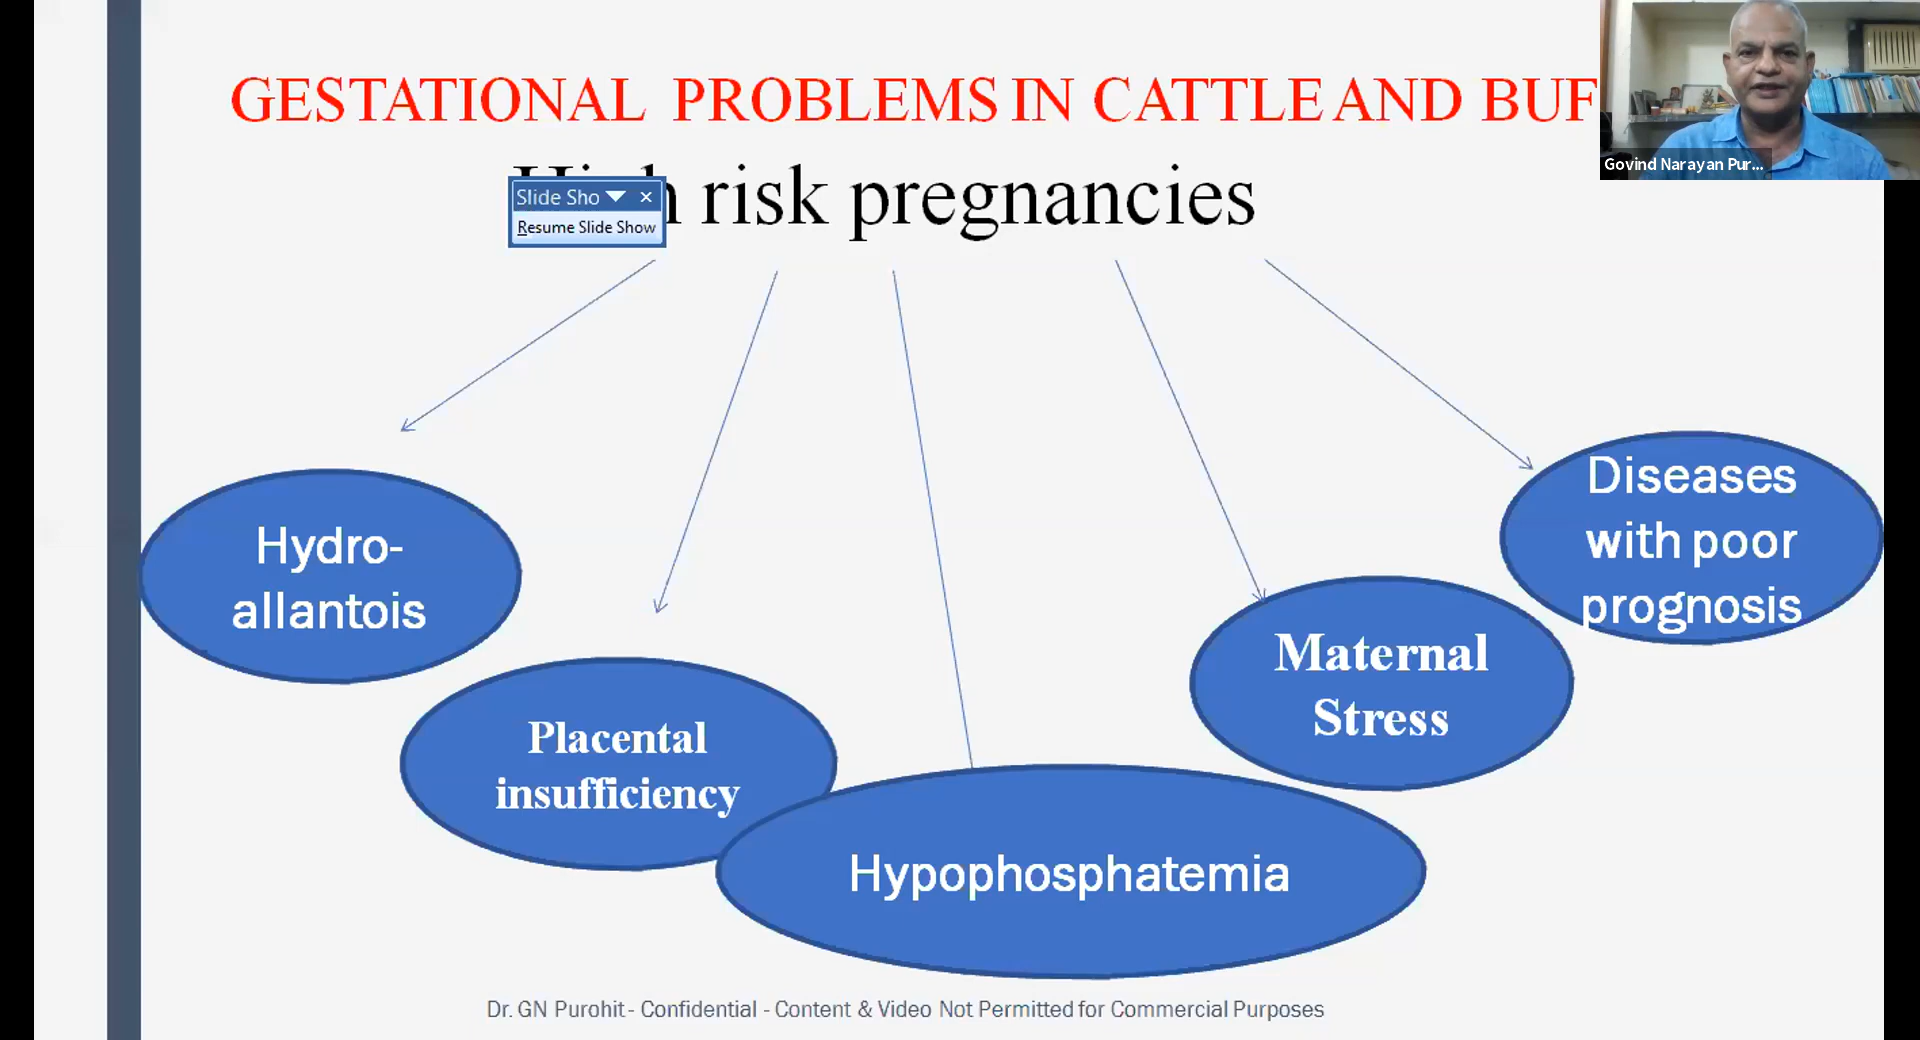 GESTATIONAL PROBLEMS IN CATTLE AND BUF
risk pregnancies
Slide Sho
Resume Slide Show
Govind Narayan Pur...
Hydro-
allantois
Placental
insufficiency
Hypophosphatemia
Maternal
Stress
Diseases
with poor
prognosis
Dr. GN Purohit - Confidential - Content & Video Not Permitted for Commercial Purposes